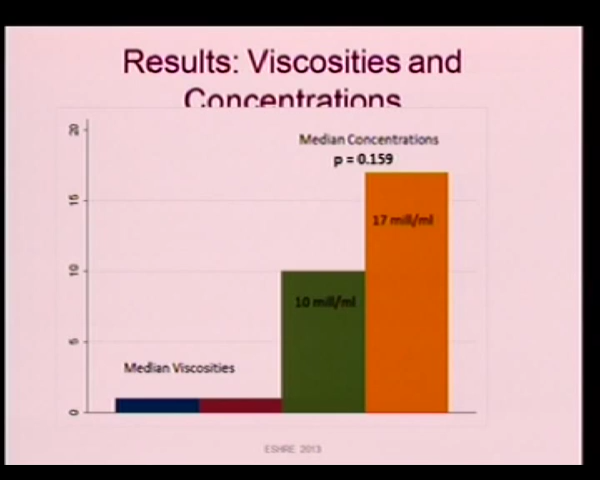 Results: Viscosities and
Concentrations
20
Median Concentrations
p = 0.159
15
17 mill/ml
10
10 mill/ml
5
Median Viscosities
0
ESHRE 2013